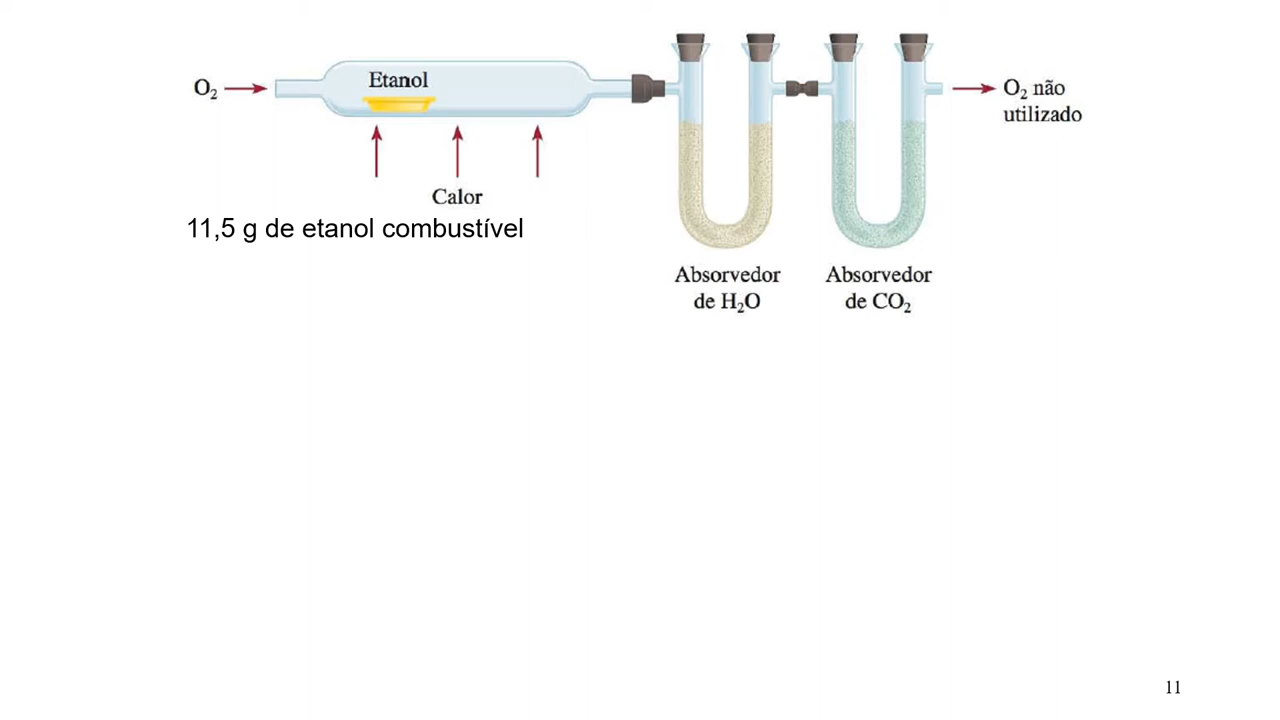 Etanol
O₂
O₂ não
utilizado
Calor
11,5 g de etanol combustível
Absorvedor
de H₂O
Absorvedor
de CO₂
11